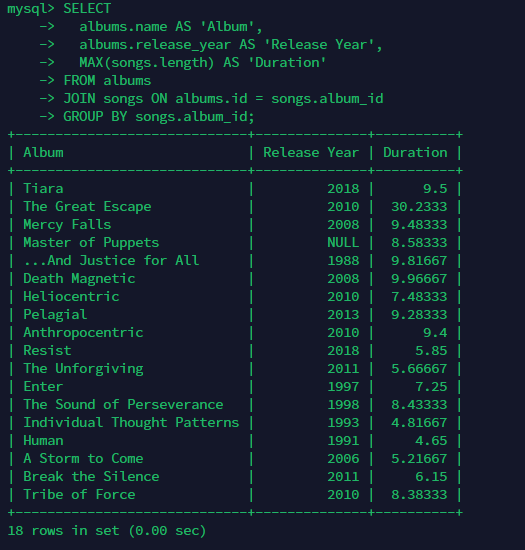 mysql> SELECT
    ->   albums.name AS 'Album',
    ->   albums.release_year AS 'Release Year',
    ->   MAX(songs.length) AS 'Duration'
    -> FROM albums
    -> JOIN songs ON albums.id = songs.album_id
    -> GROUP BY songs.album_id;
+-----------------------------+--------------+----------+
| Album                       | Release Year | Duration |
+-----------------------------+--------------+----------+
| Tiara                       |         2018 |      9.5 |
| The Great Escape            |         2010 |  30.2333 |
| Mercy Falls                 |         2008 |  9.48333 |
| Master of Puppets           |         NULL |  8.58333 |
| ...And Justice for All      |         1988 |  9.81667 |
| Death Magnetic              |         2008 |  9.96667 |
| Heliocentric                |         2010 |  7.48333 |
| Pelagial                    |         2013 |  9.28333 |
| Anthropocentric             |         2010 |      9.4 |
| Resist                      |         2018 |     5.85 |
| The Unforgiving             |         2011 |  5.66667 |
| Enter                       |         1997 |     7.25 |
| The Sound of Perseverance   |         1998 |  8.43333 |
| Individual Thought Patterns |         1993 |  4.81667 |
| Human                       |         1991 |     4.65 |
| A Storm to Come             |         2006 |  5.21667 |
| Break the Silence           |         2011 |     6.15 |
| Tribe of Force              |         2010 |  8.38333 |
+-----------------------------+--------------+----------+
18 rows in set (0.00 sec)